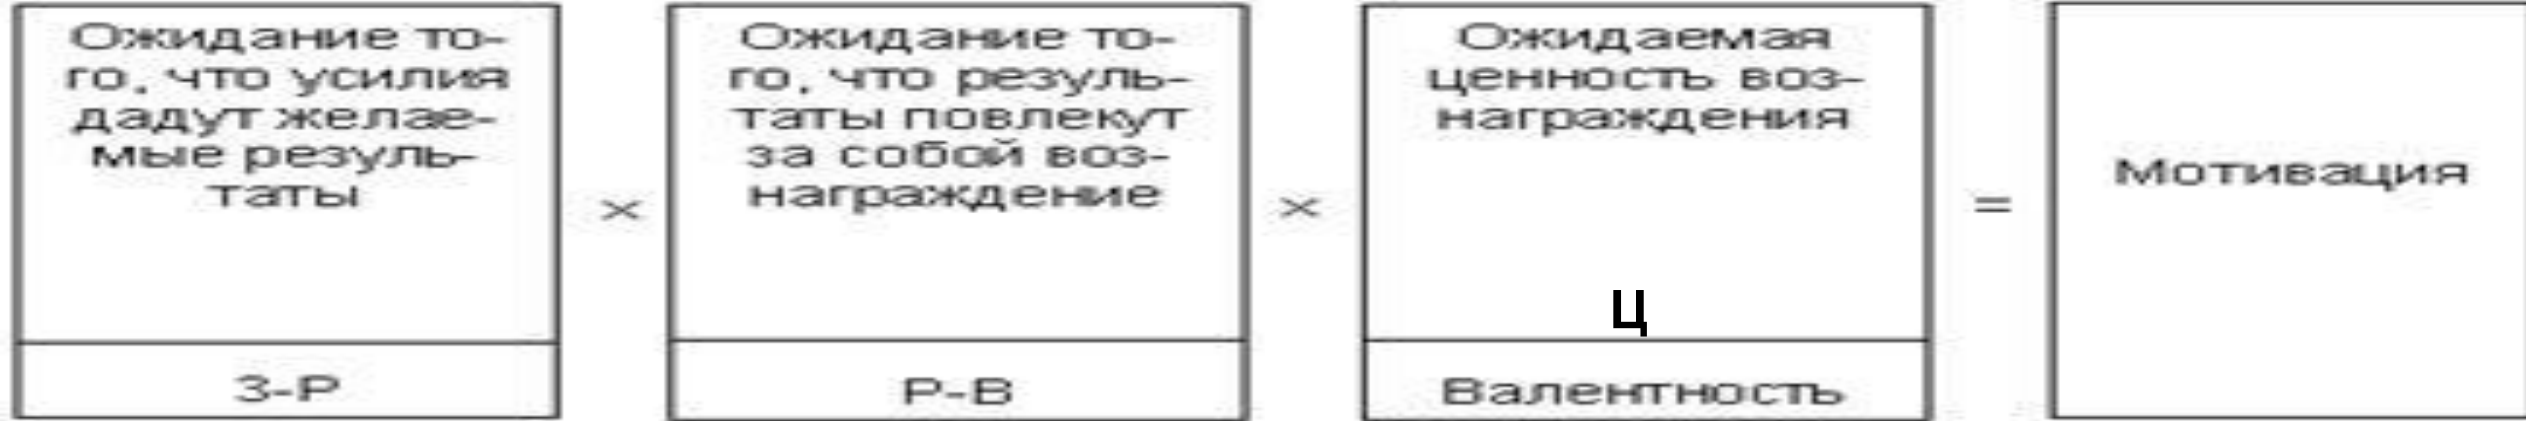 Ожидание то-
го, что усилия
дадут желае-
мые резуль-
таты
З-Р
×
Ожидание то-
го, что резуль-
таты повлекут
за собой воз-
награждение
Р-В
×
Ожидаемая
ценность воз-
награждения
Ц
Валентность
=
Мотивация